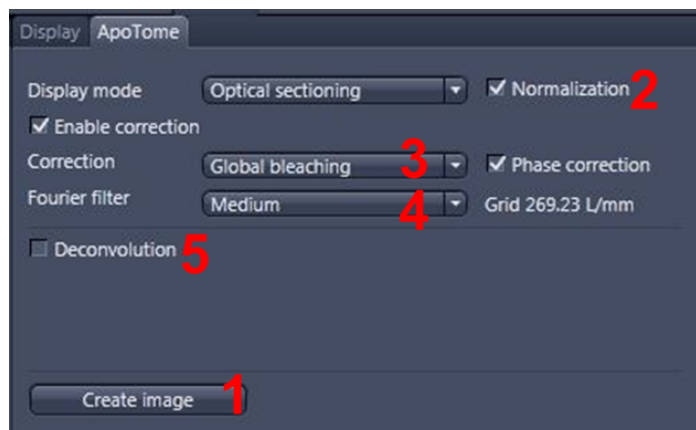 Display ApoTome
Display mode Optical sectioning Normalization 2
Enable correction
Correction Global bleaching 3 Phase correction
Fourier filter Medium 4 Grid 269.23 L/mm
Deconvolution 5
Create image 1